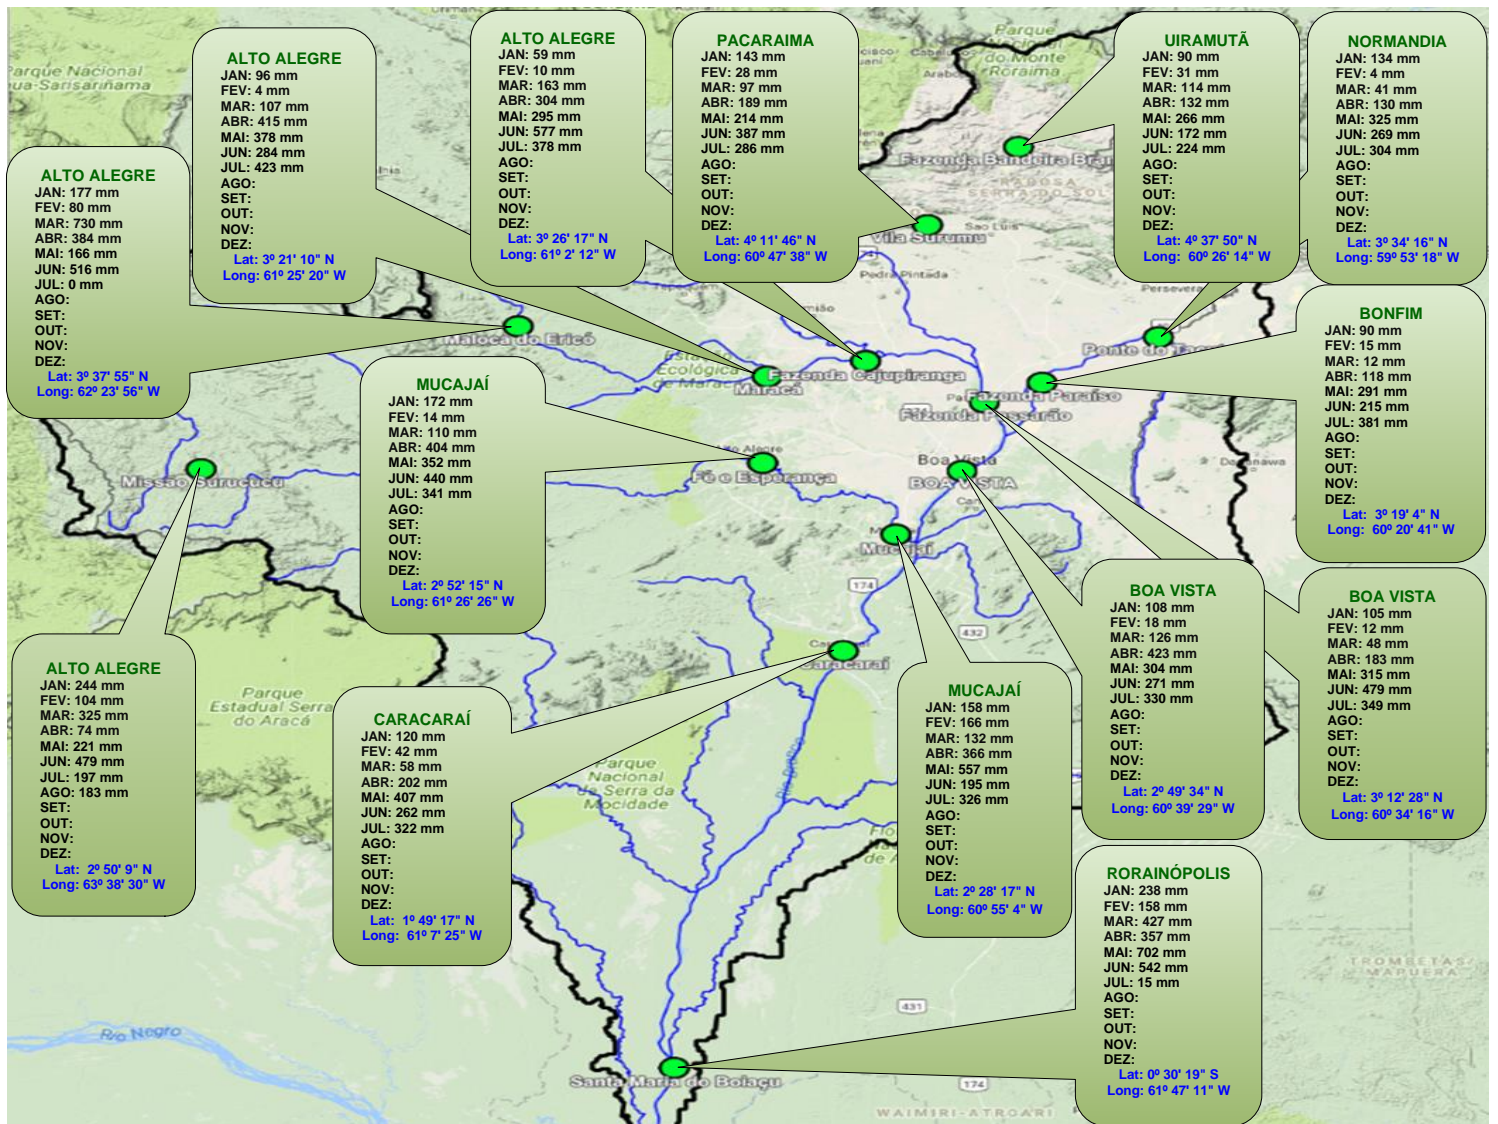 ALTO ALEGRE
JAN: 177 mm
FEV: 80 mm
MAR: 730 mm
ABR: 384 mm
MAI: 166 mm
JUN: 516 mm
JUL: 0 mm
AGO:
SET:
OUT:
NOV:
DEZ:
Lat: 3º 37' 55" N
Long: 62º 23' 56" W
ALTO ALEGRE
JAN: 96 mm
FEV: 4 mm
MAR: 107 mm
ABR: 415 mm
MAI: 378 mm
JUN: 284 mm
JUL: 423 mm
AGO:
SET:
OUT:
NOV:
DEZ:
Lat: 3º 21' 10" N
Long: 61º 25' 20" W
ALTO ALEGRE
JAN: 59 mm
FEV: 10 mm
MAR: 163 mm
ABR: 304 mm
MAI: 295 mm
JUN: 577 mm
JUL: 378 mm
AGO:
SET:
OUT:
NOV:
DEZ:
Lat: 3º 26' 17" N
Long: 61º 2' 12" W
PACARAIMA
JAN: 143 mm
FEV: 28 mm
MAR: 97 mm
ABR: 189 mm
MAI: 214 mm
JUN: 387 mm
JUL: 286 mm
AGO:
SET:
OUT:
NOV:
DEZ:
Lat: 4º 11' 46" N
Long: 60º 47' 38" W
UIRAMUTÃ
JAN: 90 mm
FEV: 31 mm
MAR: 114 mm
ABR: 132 mm
MAI: 266 mm
JUN: 172 mm
JUL: 224 mm
AGO:
SET:
OUT:
NOV:
DEZ:
Lat: 4º 37' 50" N
Long: 60º 26' 14" W
NORMANDIA
JAN: 134 mm
FEV: 4 mm
MAR: 41 mm
ABR: 130 mm
MAI: 325 mm
JUN: 269 mm
JUL: 304 mm
AGO:
SET:
OUT:
NOV:
DEZ:
Lat: 3º 34' 16" N
Long: 59º 53' 18" W
BONFIM
JAN: 90 mm
FEV: 15 mm
MAR: 12 mm
ABR: 118 mm
MAI: 291 mm
JUN: 215 mm
JUL: 381 mm
AGO:
SET:
OUT:
NOV:
DEZ:
Lat: 3º 19' 4" N
Long: 60º 20' 41" W
MUCAJAÍ
JAN: 172 mm
FEV: 14 mm
MAR: 110 mm
ABR: 404 mm
MAI: 352 mm
JUN: 440 mm
JUL: 341 mm
AGO:
SET:
OUT:
NOV:
DEZ:
Lat: 2º 52' 15" N
Long: 61º 26' 26" W
ALTO ALEGRE
JAN: 244 mm
FEV: 104 mm
MAR: 325 mm
ABR: 74 mm
MAI: 221 mm
JUN: 479 mm
JUL: 197 mm
AGO: 183 mm
SET:
OUT:
NOV:
DEZ:
Lat: 2º 50' 9" N
Long: 63º 38' 30" W
CARACARAÍ
JAN: 120 mm
FEV: 42 mm
MAR: 58 mm
ABR: 202 mm
MAI: 407 mm
JUN: 262 mm
JUL: 322 mm
AGO:
SET:
OUT:
NOV:
DEZ:
Lat: 1º 49' 17" N
Long: 61º 7' 25" W
MUCAJAÍ
JAN: 158 mm
FEV: 166 mm
MAR: 132 mm
ABR: 366 mm
MAI: 557 mm
JUN: 195 mm
JUL: 326 mm
AGO:
SET:
OUT:
NOV:
DEZ:
Lat: 2º 28' 17" N
Long: 60º 55' 4" W
BOA VISTA
JAN: 108 mm
FEV: 18 mm
MAR: 126 mm
ABR: 423 mm
MAI: 304 mm
JUN: 271 mm
JUL: 330 mm
AGO:
SET:
OUT:
NOV:
DEZ:
Lat: 2º 49' 34" N
Long: 60º 39' 29" W
BOA VISTA
JAN: 105 mm
FEV: 12 mm
MAR: 48 mm
ABR: 183 mm
MAI: 315 mm
JUN: 479 mm
JUL: 349 mm
AGO:
SET:
OUT:
NOV:
DEZ:
Lat: 3º 12' 28" N
Long: 60º 34' 16" W
RORAINÓPOLIS
JAN: 238 mm
FEV: 158 mm
MAR: 427 mm
ABR: 357 mm
MAI: 702 mm
JUN: 542 mm
JUL: 15 mm
AGO:
SET:
OUT:
NOV:
DEZ:
Lat: 0º 30' 19" S
Long: 61º 47' 11" W
Parque Nacional
Parque
do Monte
Roraima
Fazenda Bandeira Bran
RAPOSA
SERRA DO SOL
Vila Surumu
Sao Luis
Pedra Pintada
Maloca do Ericó
Estação
Ecológica
de Maracá
Maracá
Fazenda Cajupiranga
Ponte do
Fazenda Paraíso
Fazenda Passarão
Missão Surucucu
Alto Alegre
Fé e Esperança
Boa Vista
BOA VISTA
Mucajaí
174
432
Caracaraí
Parque
Estadual Serra
do Aracá
Parque
Nacional
da Serra da
Mocidade
Rio Branco
Rio Negro
431
174
Santa Maria do Boiaçu
TROMBETAS/
MAPUERA
WAIMIRI-ATROARI